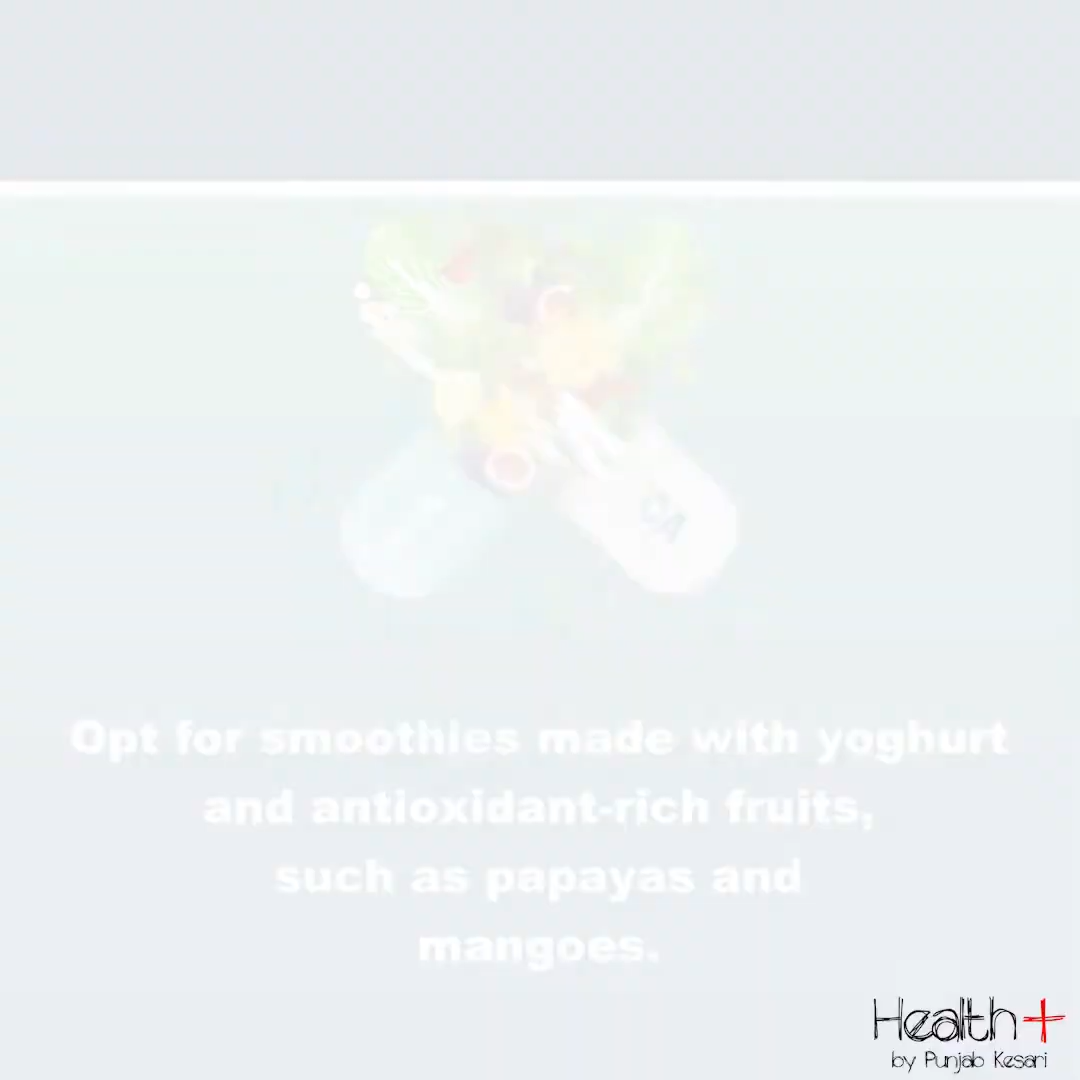 CA
Opt for smoothies made with yoghurt
and antioxidant-rich fruits,
such as papayas and
mangoes.
Health+
by Punjab Kesari